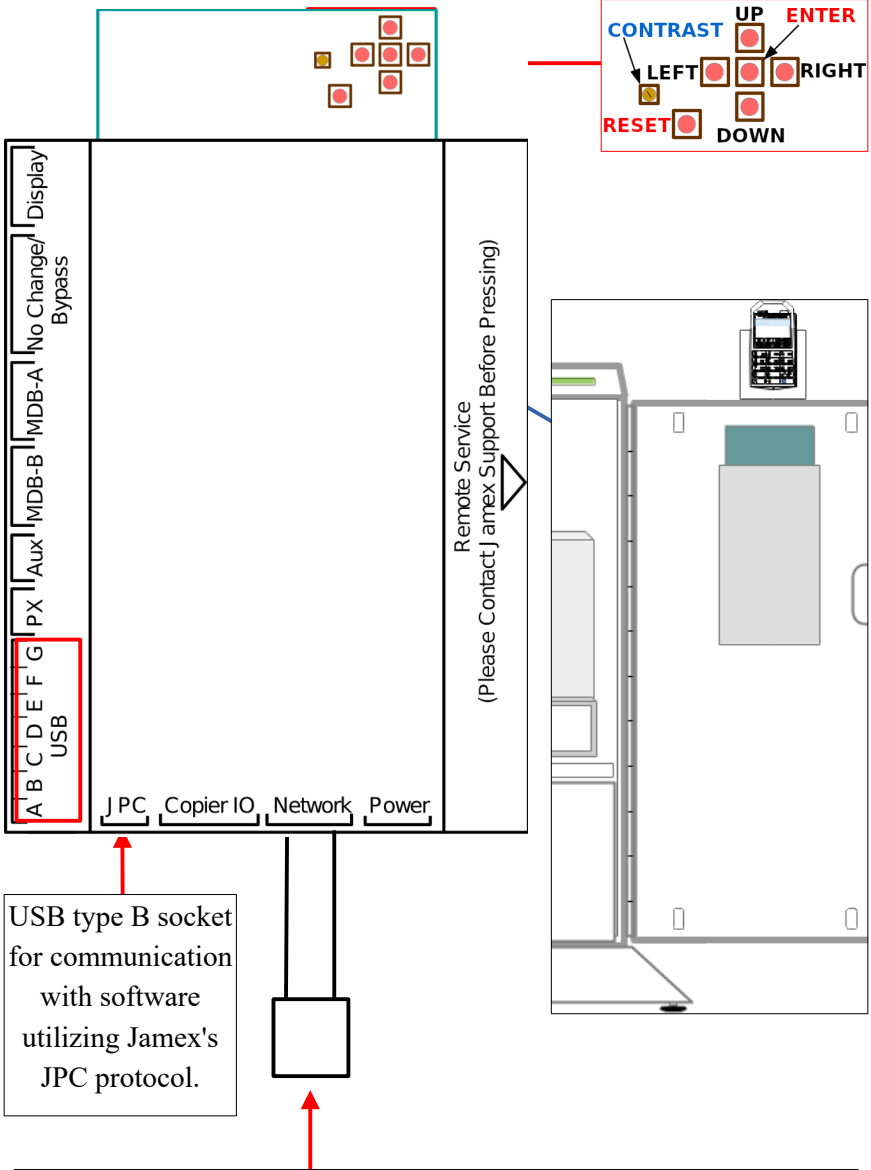 UP
ENTER
CONTRAST
LEFT
RIGHT
RESET
DOWN
Display
No Change/
Bypass
MDB-A
MDB-B
Aux
PX
A B C D E F G
USB
Remote Service
(Please Contact Jamex Support Before Pressing)
JPC
Copier IO
Network
Power
USB type B socket
for communication
with software
utilizing Jamex's
JPC protocol.